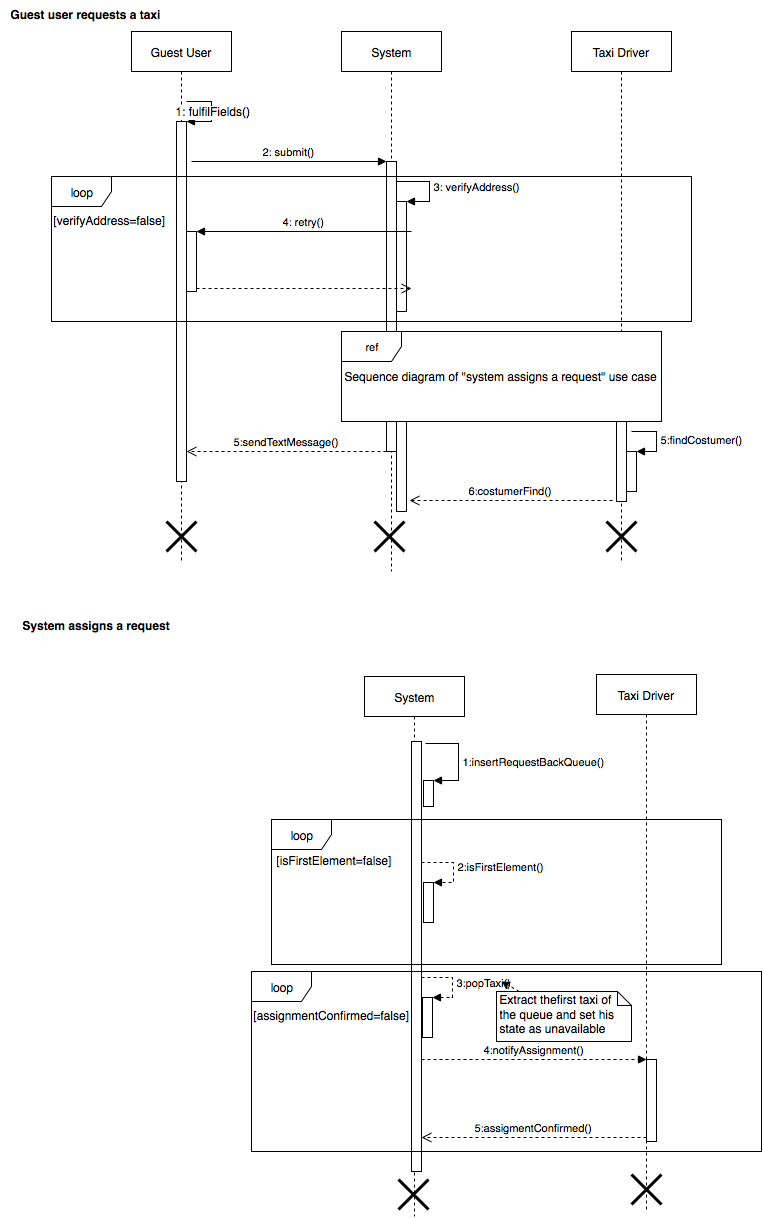 Guest user requests a taxi
Guest User
System
Taxi Driver
1: fulfilFields()
2: submit()
loop
3: verifyAddress()
[verifyAddress=false]
4: retry()
ref
Sequence diagram of "system assigns a request" use case
5:sendTextMessage()
5:findCostumer()
6:costumerFind()
System assigns a request
System
Taxi Driver
1:insertRequestBackQueue()
loop
[isFirstElement=false]
2:isFirstElement()
loop
3:popTaxi()
[assignmentConfirmed=false]
Extract thefirst taxi of
the queue and set his
state as unavailable
4:notifyAssignment()
5:assigmentConfirmed()